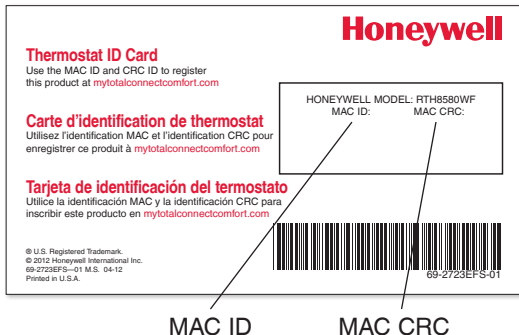 Honeywell
Thermostat ID Card
Use the MAC ID and CRC ID to register
this product at mytotalconnectcomfort.com
HONEYWELL MODEL: RTH8580WF
MAC ID: MAC CRC:
Carte d'identification de thermostat
Utilisez l'identification MAC et l'identification CRC pour
enregistrer ce produit à mytotalconnectcomfort.com
Tarjeta de identificación del termostato
Utilice la identificación MAC y la identificación CRC para
inscribir este producto en mytotalconnectcomfort.com
® U.S. Registered Trademark.
© 2012 Honeywell International Inc.
69-2723EFS—01 M.S. 04-12
Printed in U.S.A.
69-2723EFS-01
MAC ID MAC CRC